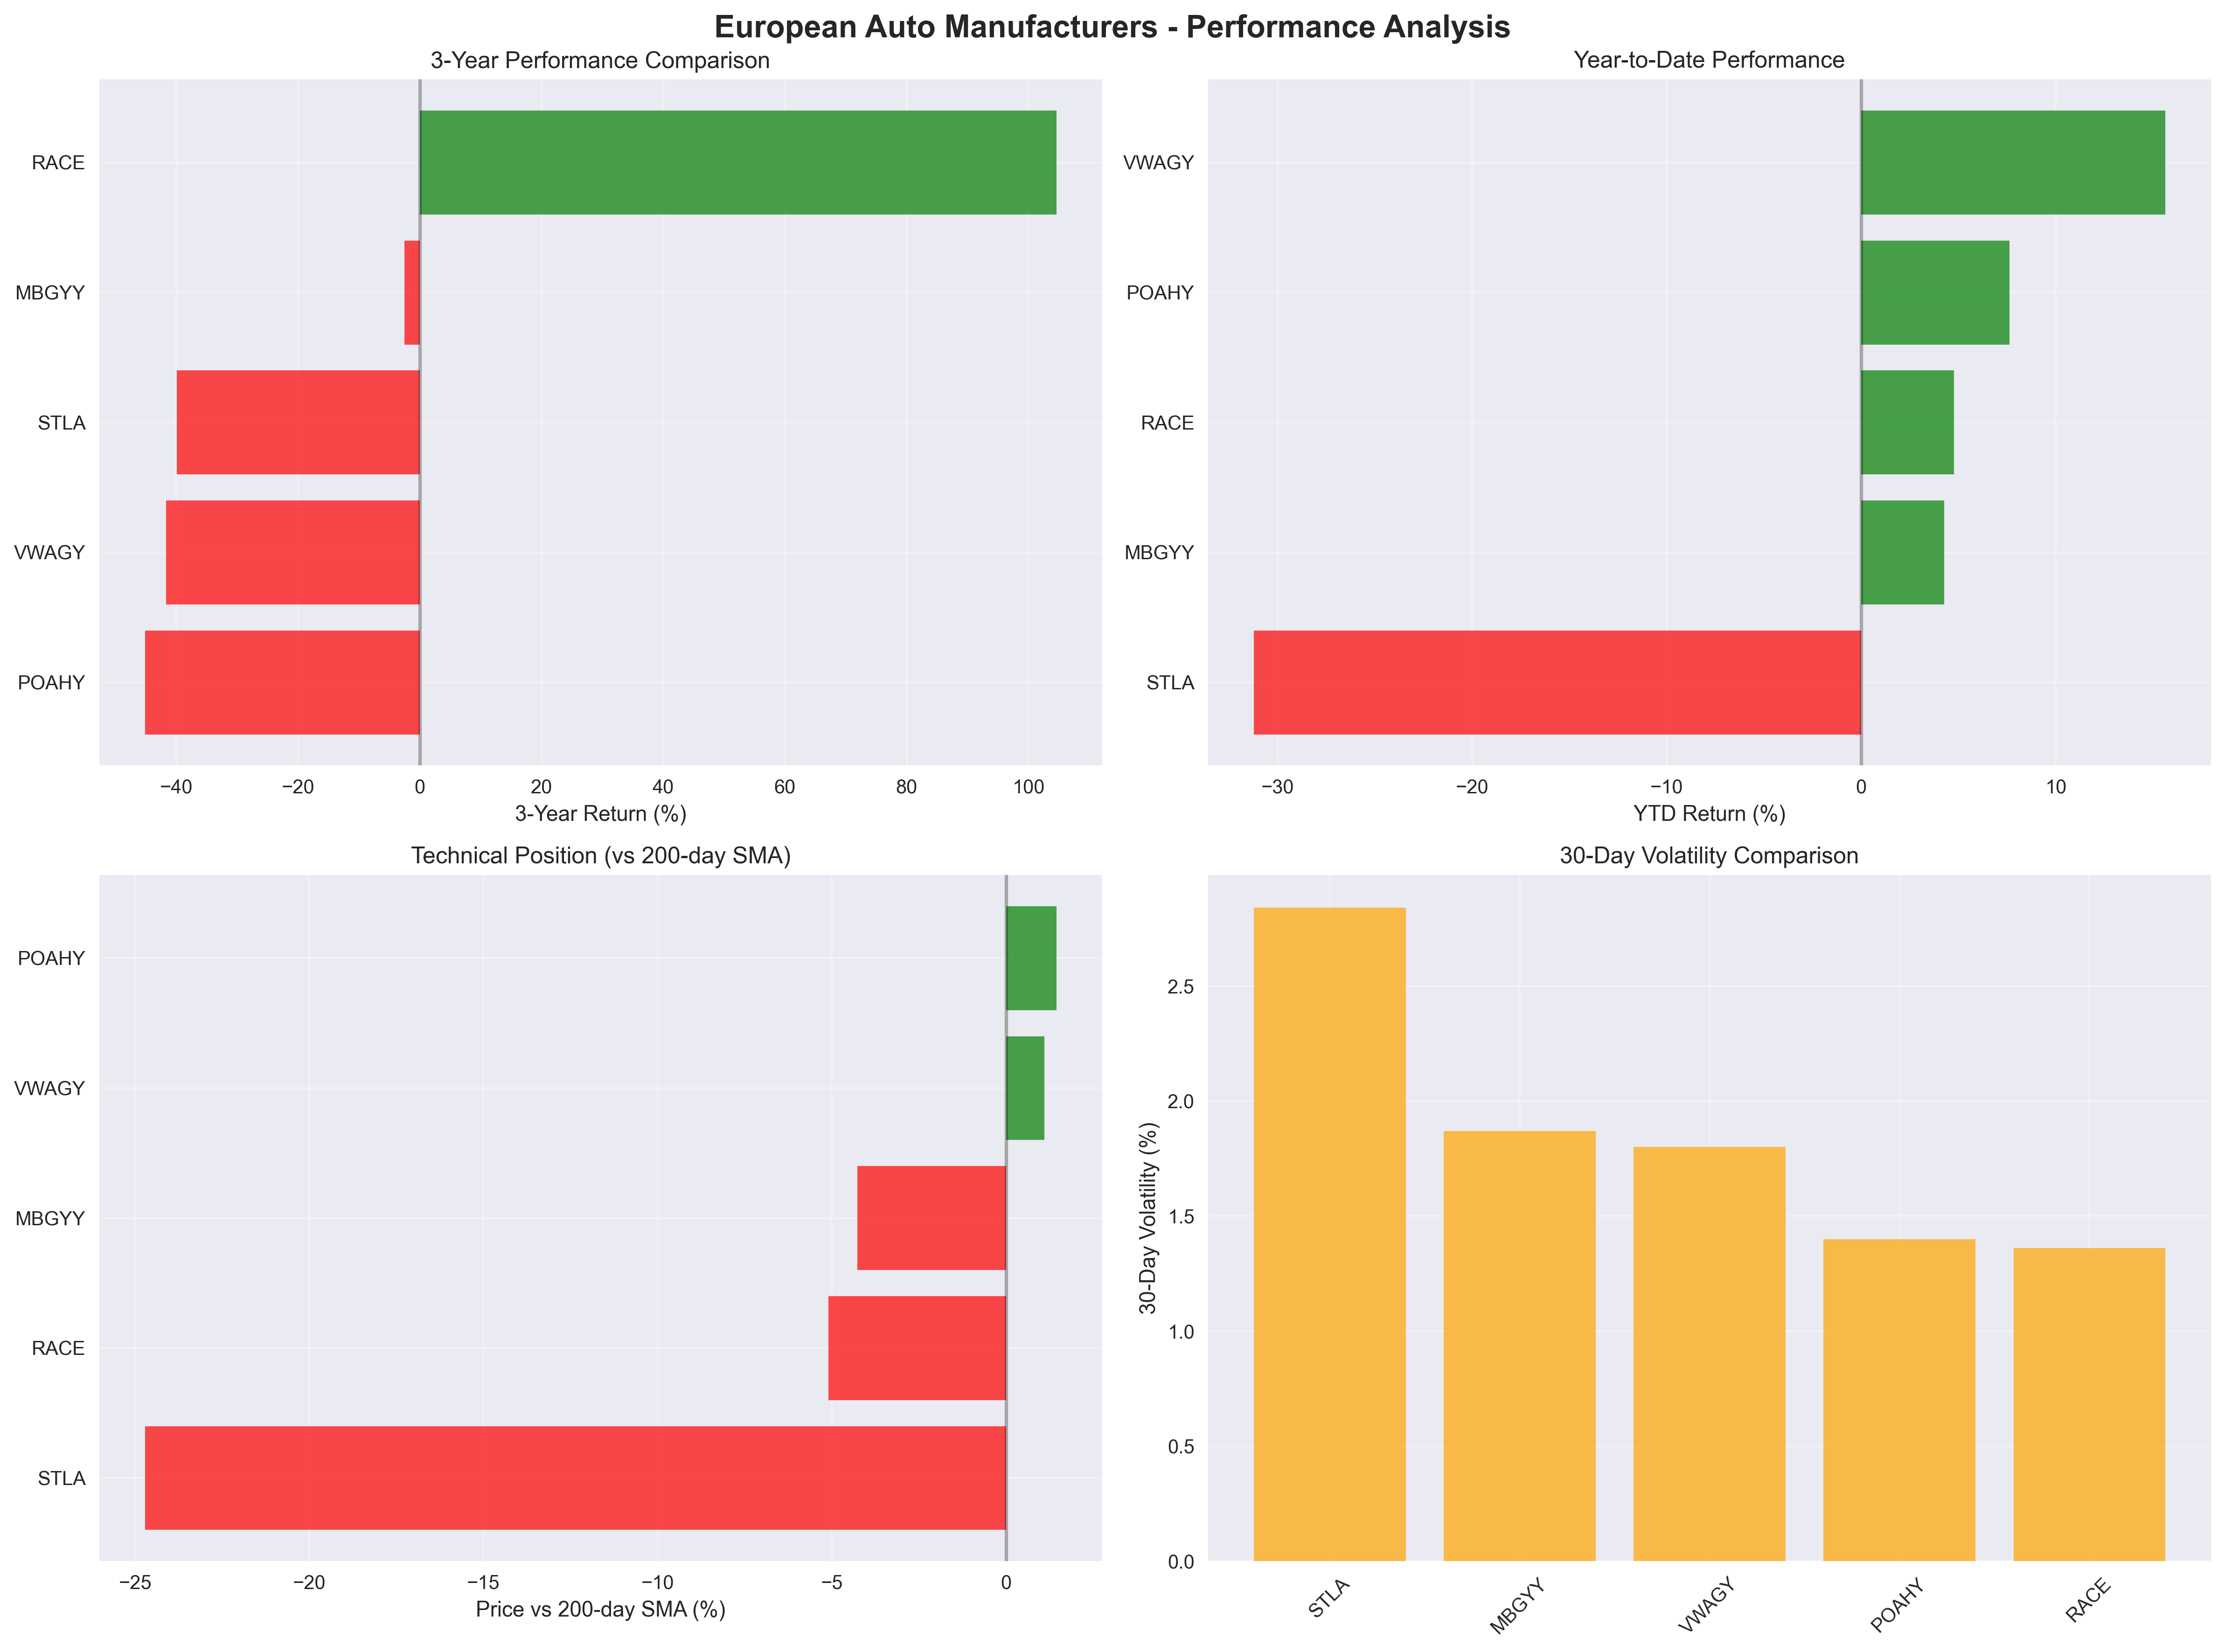 European Auto Manufacturers - Performance Analysis
3-Year Performance Comparison
RACE
MBGYY
STLA
VWAGY
POAHY
−40 −20 0 20 40 60 80 100
3-Year Return (%)
Year-to-Date Performance
VWAGY
POAHY
RACE
MBGYY
STLA
−30 −20 −10 0 10
YTD Return (%)
Technical Position (vs 200-day SMA)
POAHY
VWAGY
MBGYY
RACE
STLA
−25 −20 −15 −10 −5 0
Price vs 200-day SMA (%)
30-Day Volatility Comparison
30-Day Volatility (%)
2.5
2.0
1.5
1.0
0.5
0.0
STLA MBGYY VWAGY POAHY RACE